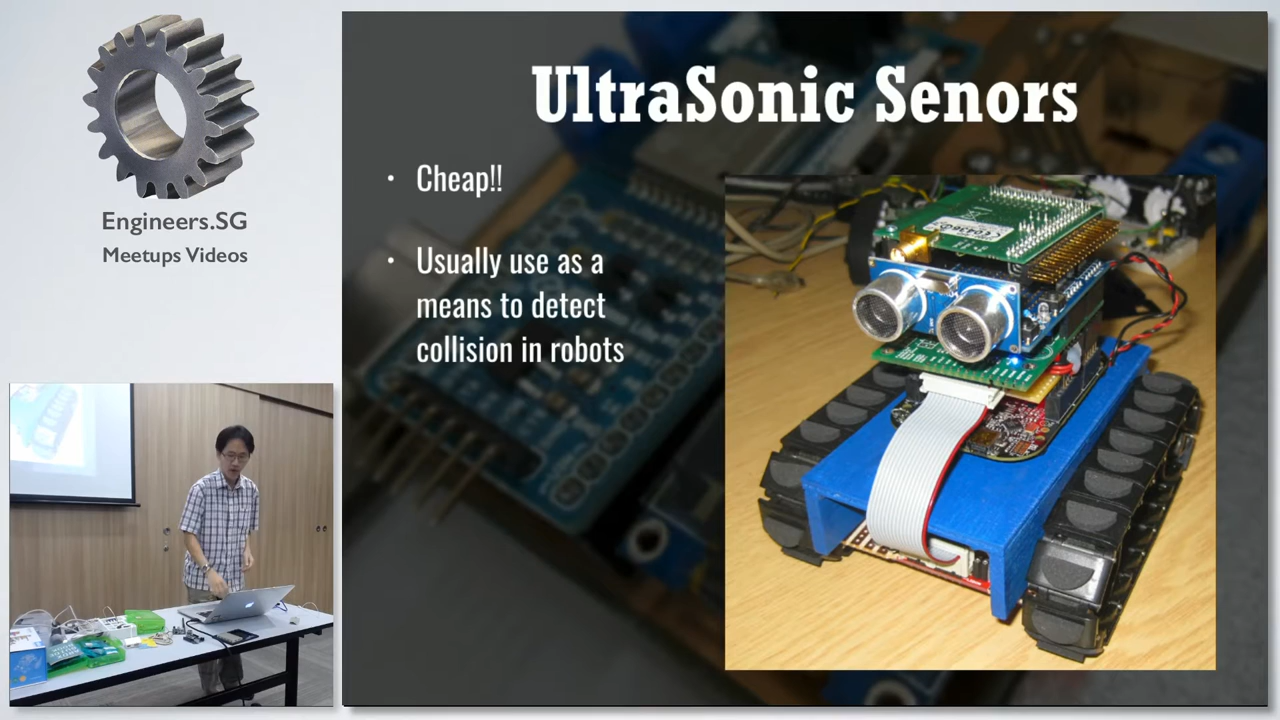 Engineers.SG
Meetups Videos
UltraSonic Senors
• Cheap!!
• Usually use as a
means to detect
collision in robots